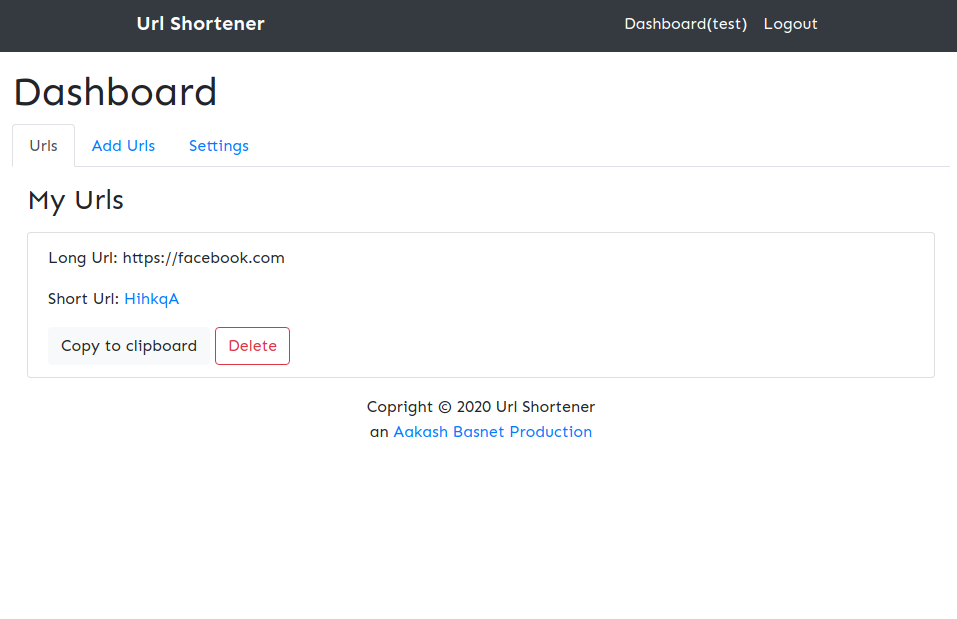 Url Shortener Dashboard(test) Logout
Dashboard
Urls Add Urls Settings
My Urls
Long Url: https://facebook.com
Short Url: HihkqA
Copy to clipboard Delete
Copright © 2020 Url Shortener
an Aakash Basnet Production